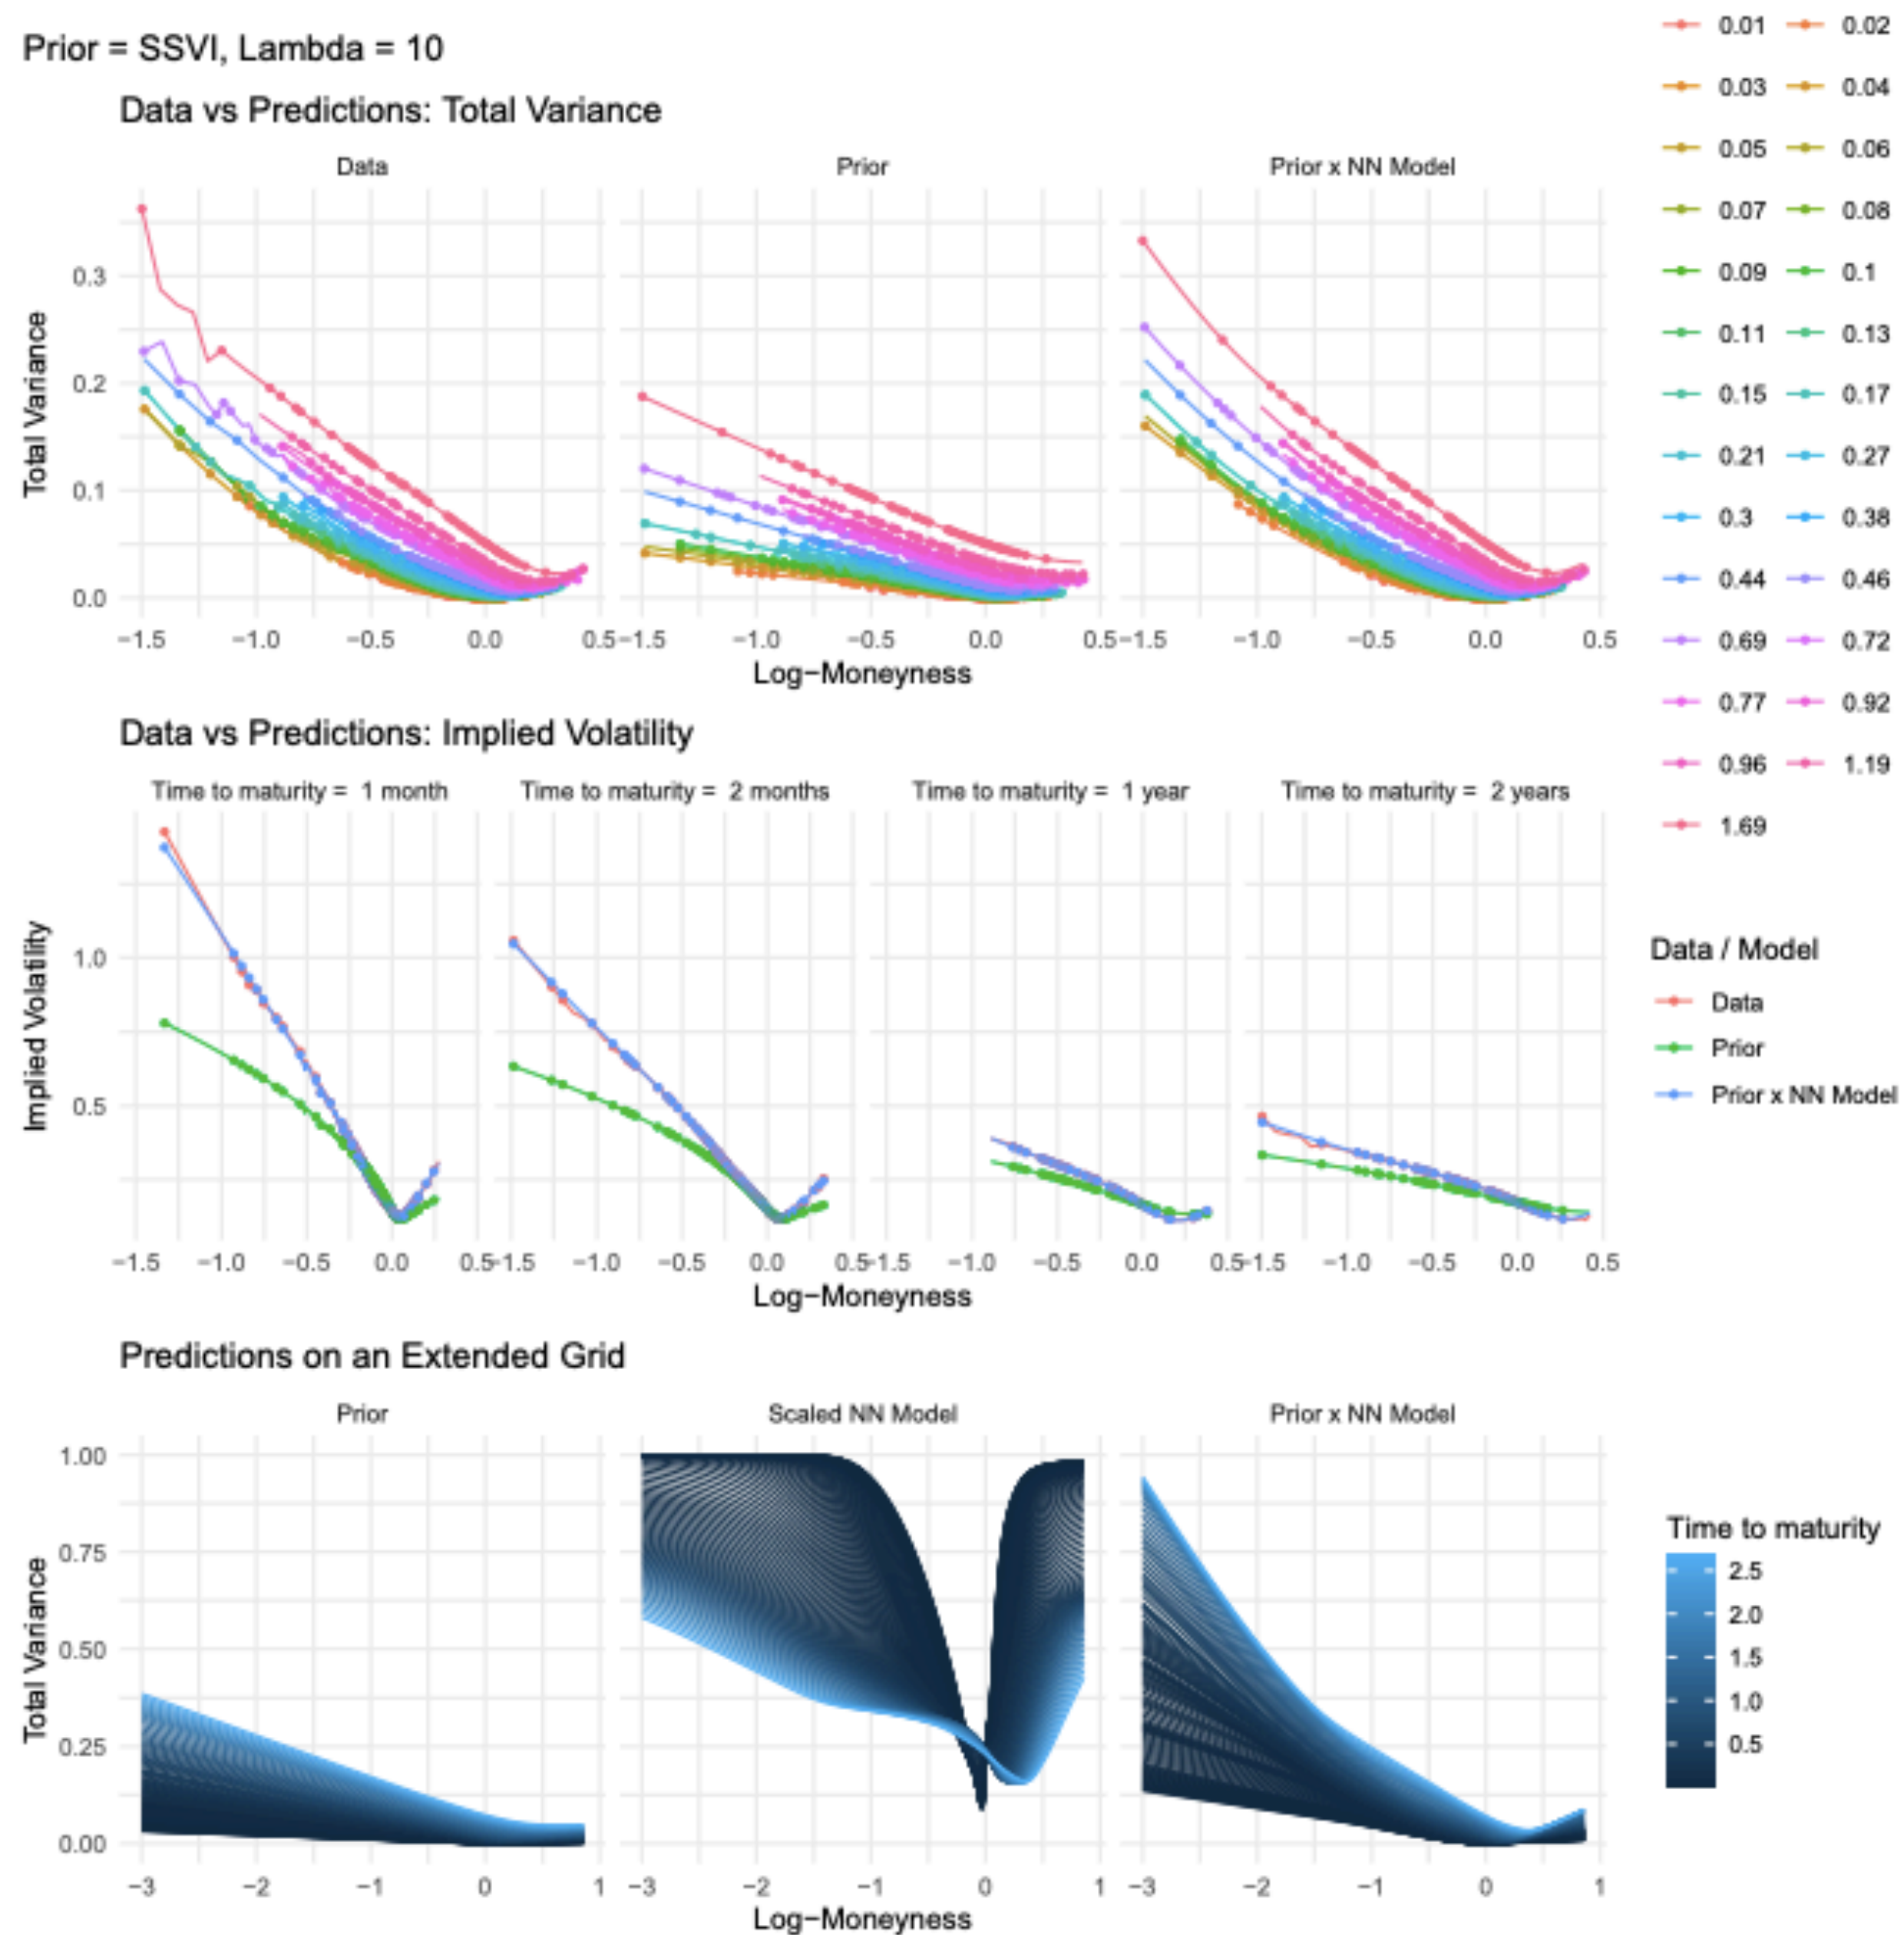 Prior = SSVI, Lambda = 10
Data vs Predictions: Total Variance
Data Prior Prior x NN Model
Total Variance
0.3
0.2
0.1
0.0
−1.5 −1.0 −0.5 0.0 0.5 −1.5 −1.0 −0.5 0.0 0.5 −1.5 −1.0 −0.5 0.0 0.5
Log−Moneyness
0.01 0.02
0.03 0.04
0.05 0.06
0.07 0.08
0.09 0.1
0.11 0.13
0.15 0.17
0.21 0.27
0.3 0.38
0.44 0.46
0.69 0.72
0.77 0.92
0.96 1.19
1.69
Data vs Predictions: Implied Volatility
Time to maturity = 1 month Time to maturity = 2 months Time to maturity = 1 year Time to maturity = 2 years
Implied Volatility
1.0
0.5
−1.5 −1.0 −0.5 0.0 0.5 −1.5 −1.0 −0.5 0.0 0.5 −1.5 −1.0 −0.5 0.0 0.5 −1.5 −1.0 −0.5 0.0 0.5
Log−Moneyness
Data / Model
Data
Prior
Prior x NN Model
Predictions on an Extended Grid
Prior Scaled NN Model Prior x NN Model
Total Variance
1.00
0.75
0.50
0.25
0.00
−3 −2 −1 0 1 −3 −2 −1 0 1 −3 −2 −1 0 1
Log−Moneyness
Time to maturity
2.5
2.0
1.5
1.0
0.5